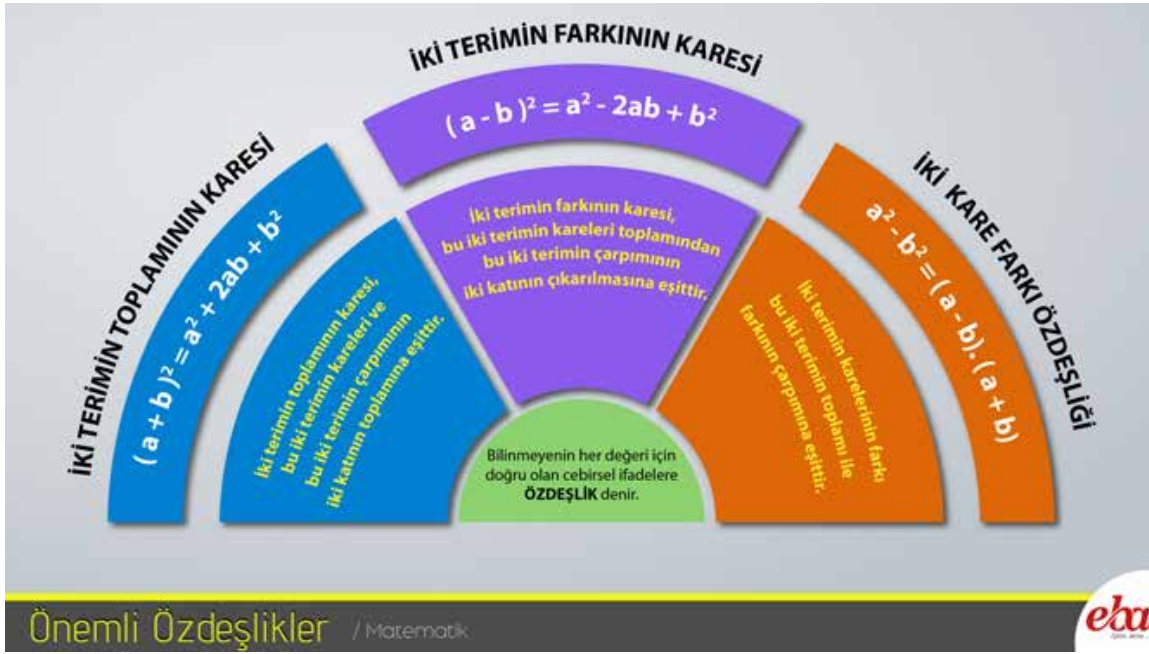 İKİ TERİMİN TOPLAMININ KARESİ
( a + b )² = a² + 2ab + b²
İki terimin toplamının karesi,
bu iki terimin kareleri ve
bu iki terimin çarpımının
iki katının toplamına eşittir.
İKİ TERİMİN FARKININ KARESİ
( a - b )² = a² - 2ab + b²
İki terimin farkının karesi,
bu iki terimin kareleri toplamından
bu iki terimin çarpımının
iki katının çıkarılmasına eşittir.
İKİ KARE FARKI ÖZDEŞLİĞİ
a² - b² = ( a - b) . ( a + b)
İki terimin karelerinin farkı
bu iki terimin toplamı ile
farkının çarpımına eşittir.
Bilinmeyenin her değeri için
doğru olan cebirsel ifadelere
ÖZDEŞLİK denir.
Önemli Özdeşlikler / Matematik
eba